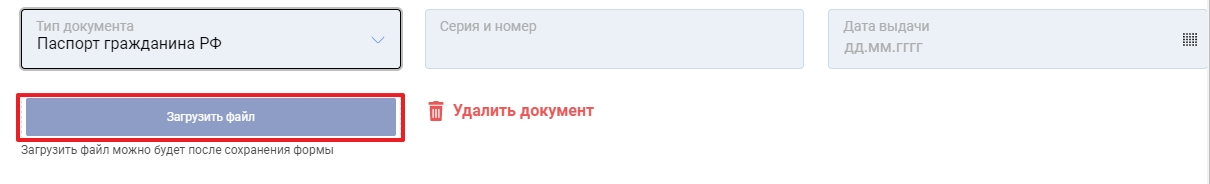 Тип документа
Паспорт гражданина РФ
Серия и номер
Дата выдачи
дд.мм.гггг
Загрузить файл
Удалить документ
Загрузить файл можно будет после сохранения формы